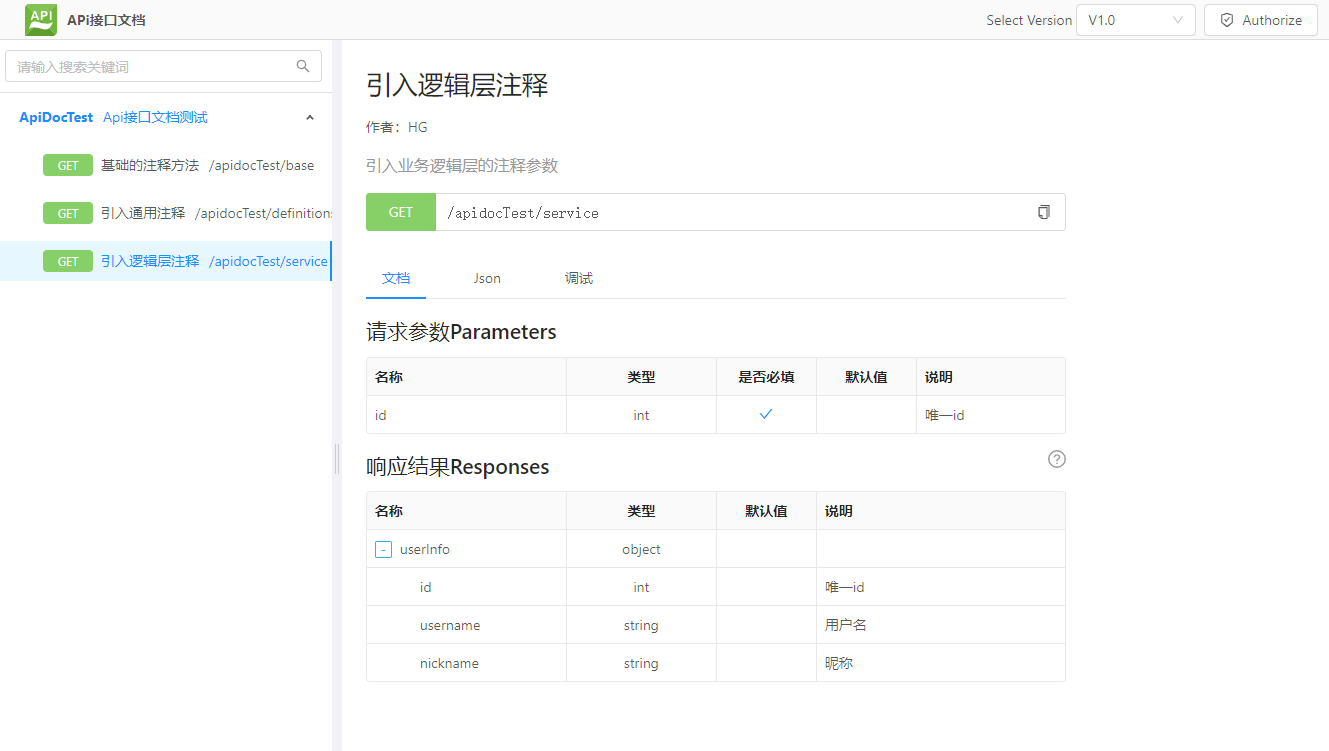 API APi接口文档 Select Version V1.0 Authorize
请输入搜索关键词
ApiDocTest Api接口文档测试
GET 基础的注释方法 /apidocTest/base
GET 引入通用注释 /apidocTest/definitions
GET 引入逻辑层注释 /apidocTest/service
引入逻辑层注释
作者：HG
引入业务逻辑层的注释参数
GET /apidocTest/service
文档 Json 调试
请求参数Parameters
名称 类型 是否必填 默认值 说明
id int 唯一id
响应结果Responses
名称 类型 默认值 说明
- userInfo object
id int 唯一id
username string 用户名
nickname string 昵称